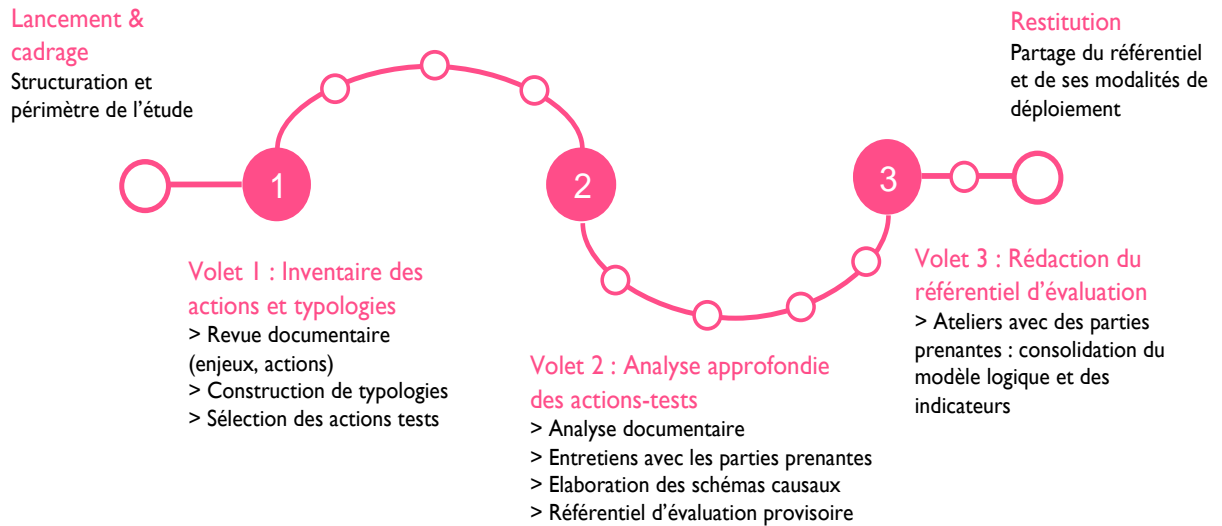 Lancement &
cadrage
Structuration et
périmètre de l'étude
Restitution
Partage du référentiel
et de ses modalités de
déploiement
1
2
3
Volet 1 : Inventaire des
actions et typologies
> Revue documentaire
(enjeux, actions)
> Construction de typologies
> Sélection des actions tests
Volet 2 : Analyse approfondie
des actions-tests
> Analyse documentaire
> Entretiens avec les parties prenantes
> Elaboration des schémas causaux
> Référentiel d'évaluation provisoire
Volet 3 : Rédaction du
référentiel d'évaluation
> Ateliers avec des parties
prenantes : consolidation du
modèle logique et des
indicateurs